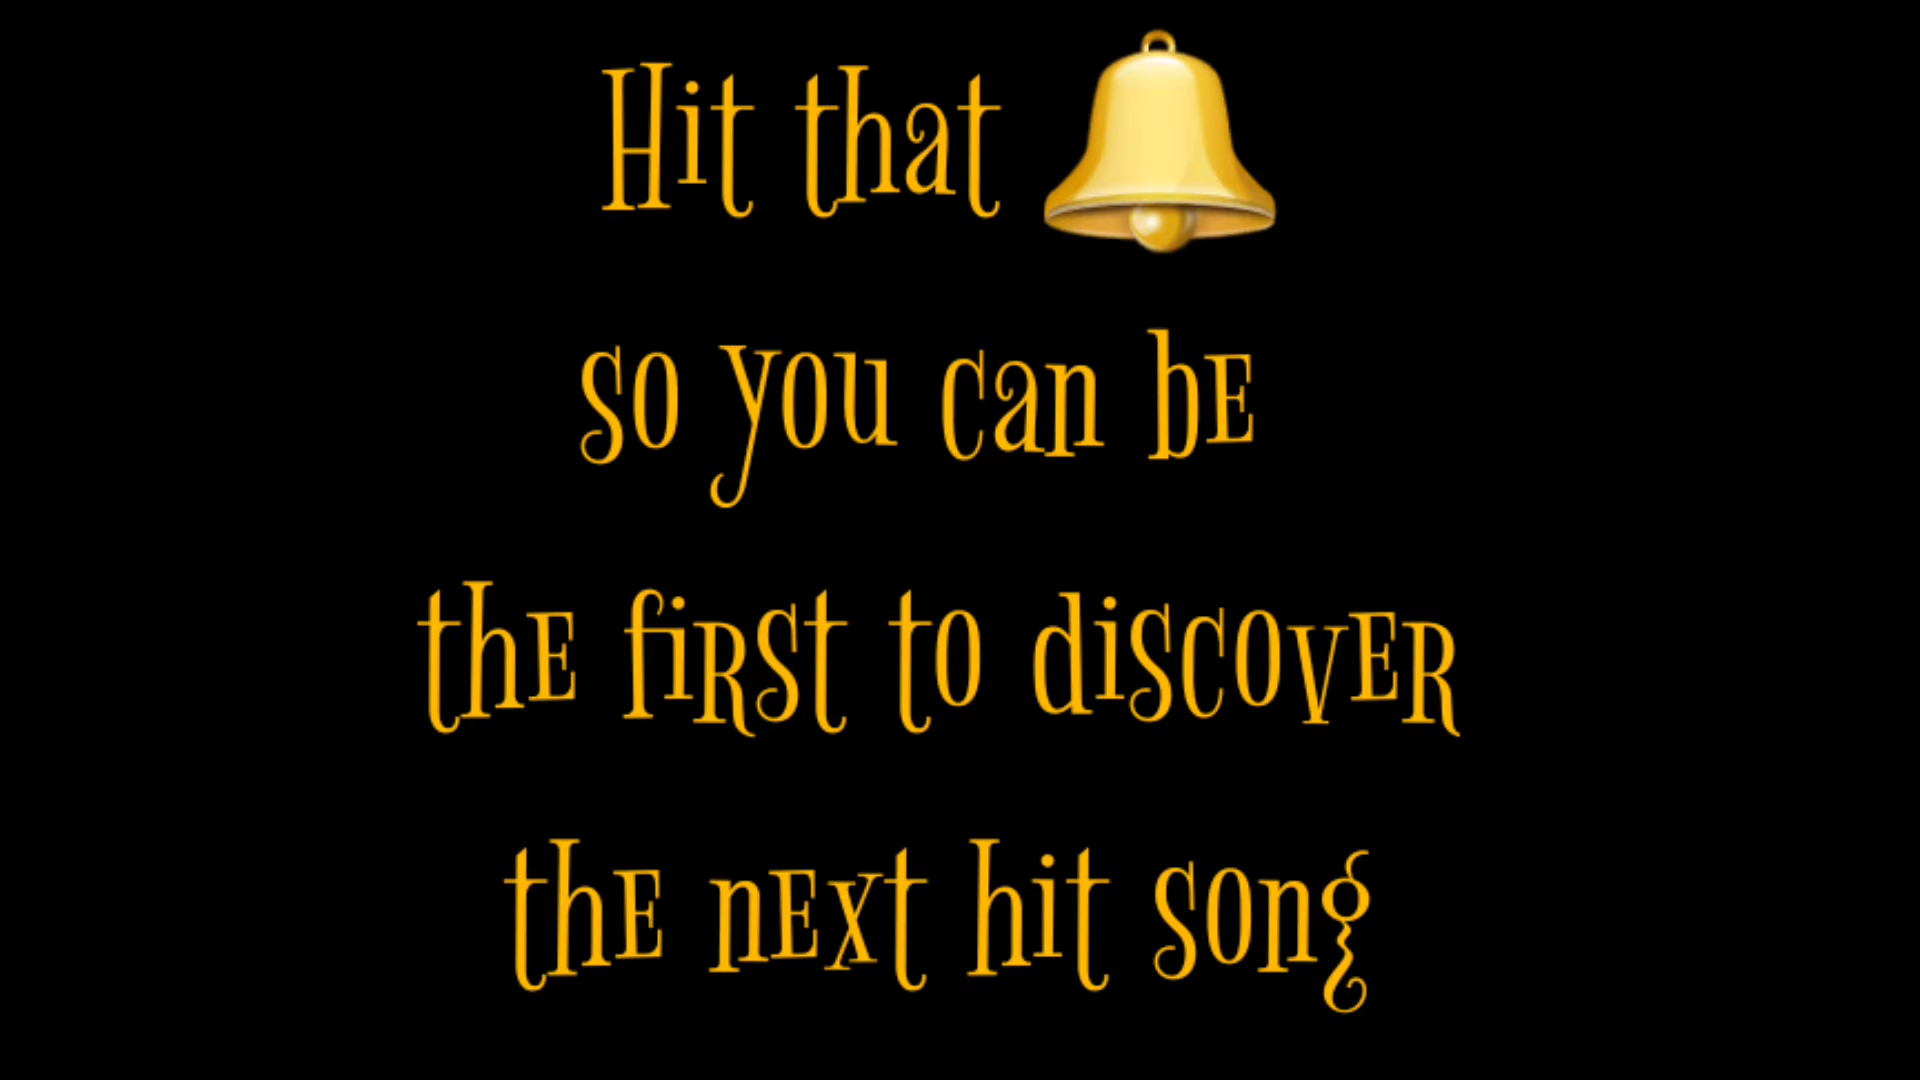 Hit that 🔔
so you can be
the first to discover
the next hit song